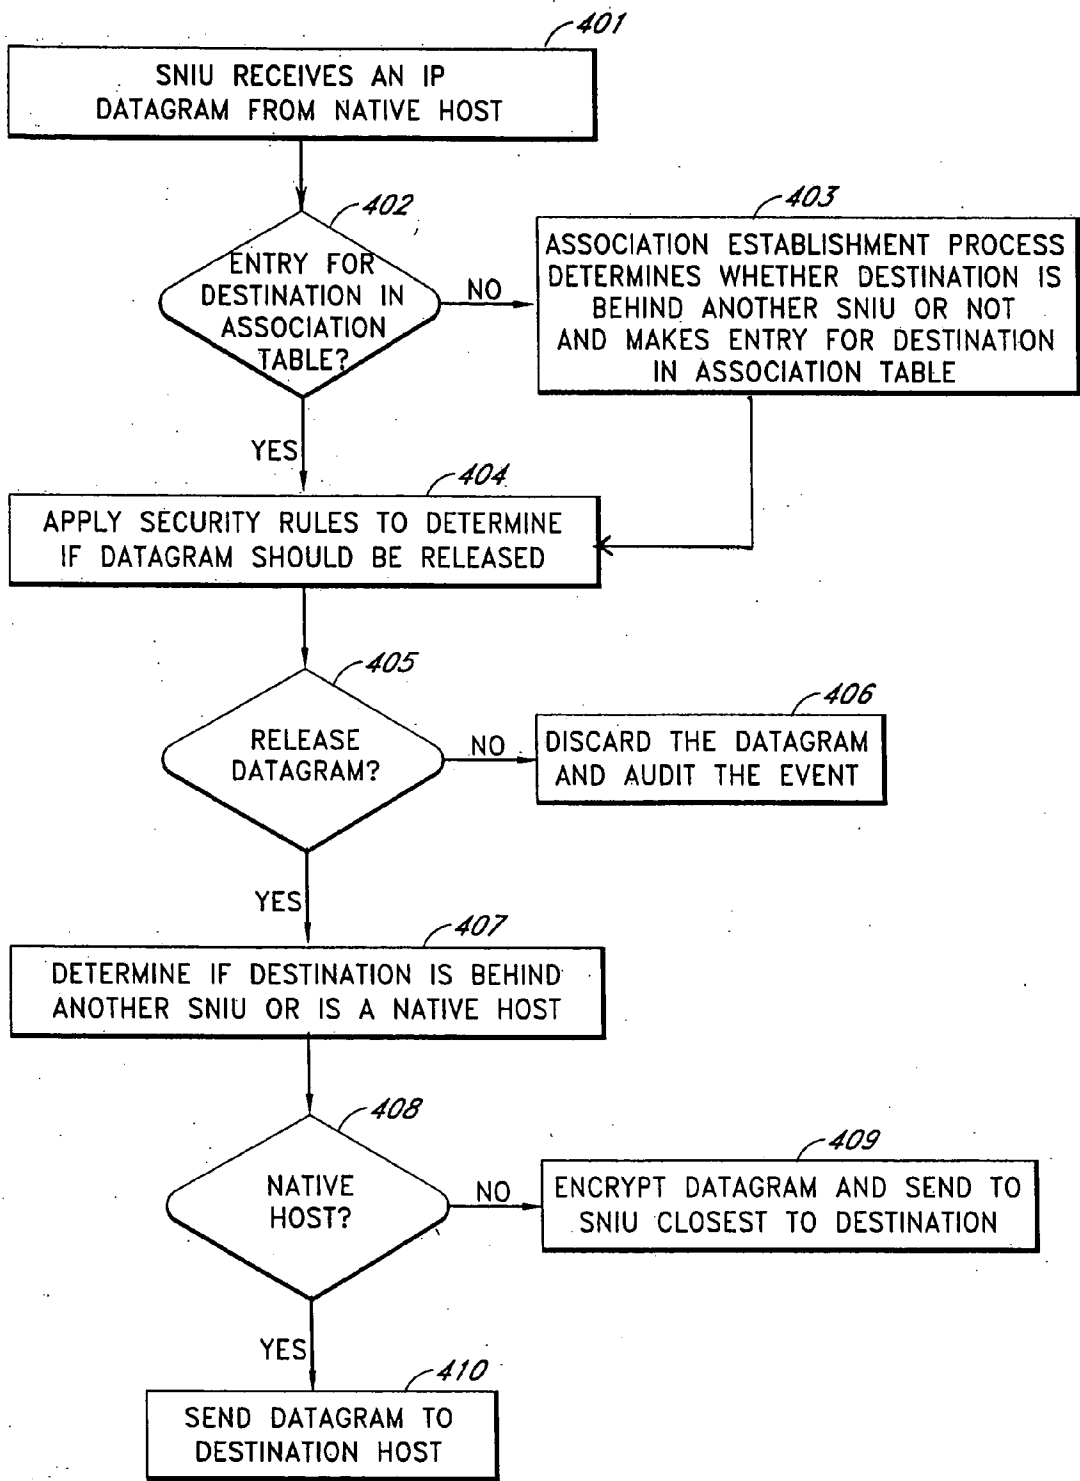 401
SNIU RECEIVES AN IP
DATAGRAM FROM NATIVE HOST
402
ENTRY FOR
DESTINATION IN
ASSOCIATION
TABLE?
NO
403
ASSOCIATION ESTABLISHMENT PROCESS
DETERMINES WHETHER DESTINATION IS
BEHIND ANOTHER SNIU OR NOT
AND MAKES ENTRY FOR DESTINATION
IN ASSOCIATION TABLE
YES
404
APPLY SECURITY RULES TO DETERMINE
IF DATAGRAM SHOULD BE RELEASED
405
RELEASE
DATAGRAM?
NO
406
DISCARD THE DATAGRAM
AND AUDIT THE EVENT
YES
407
DETERMINE IF DESTINATION IS BEHIND
ANOTHER SNIU OR IS A NATIVE HOST
408
NATIVE
HOST?
NO
409
ENCRYPT DATAGRAM AND SEND TO
SNIU CLOSEST TO DESTINATION
YES
410
SEND DATAGRAM TO
DESTINATION HOST